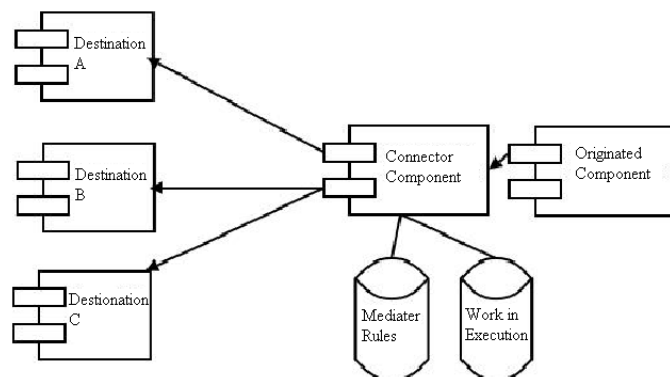 Destination
A
Destination
B
Destionation
C
Connector
Component
Originated
Component
Mediater
Rules
Work in
Execution